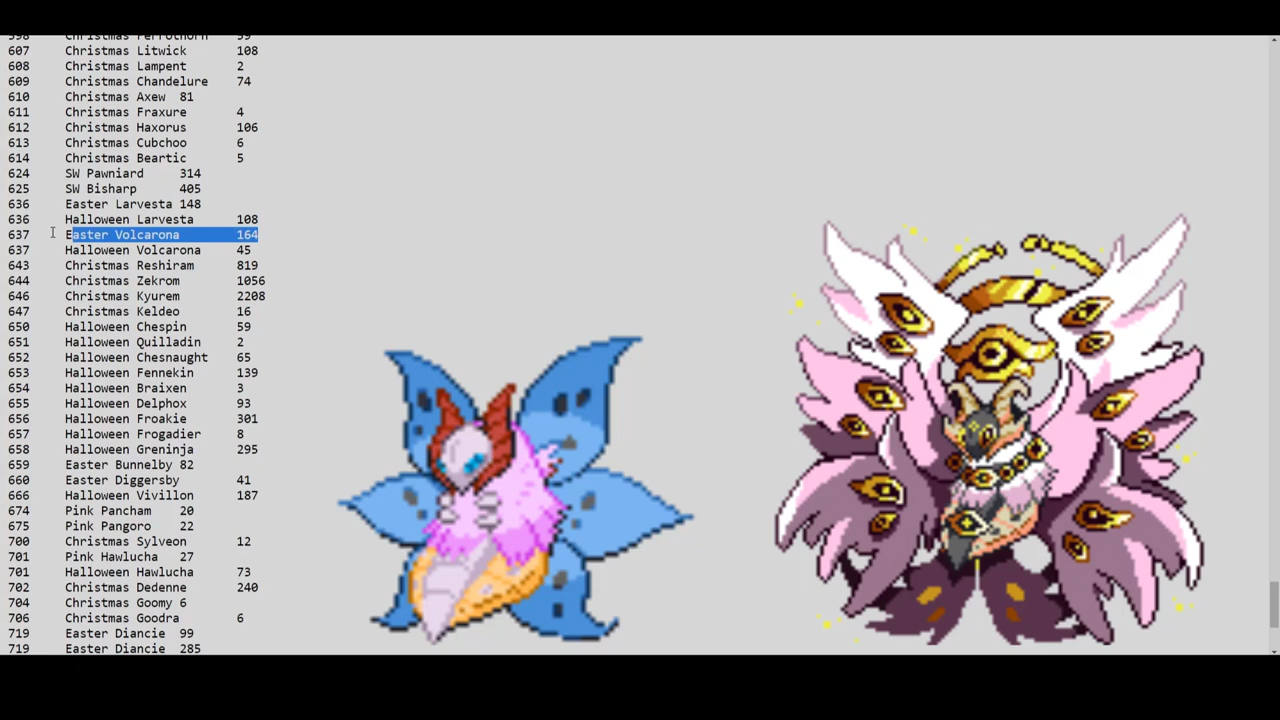 598 Christmas Ferrothorn 59
607 Christmas Litwick 108
608 Christmas Lampent 2
609 Christmas Chandelure 74
610 Christmas Axew 81
611 Christmas Fraxure 4
612 Christmas Haxorus 106
613 Christmas Cubchoo 6
614 Christmas Beartic 5
624 SW Pawniard 314
625 SW Bisharp 405
636 Easter Larvesta 148
636 Halloween Larvesta 108
637 Easter Volcarona 164
637 Halloween Volcarona 45
643 Christmas Reshiram 819
644 Christmas Zekrom 1056
646 Christmas Kyurem 2208
647 Christmas Keldeo 16
650 Halloween Chespin 59
651 Halloween Quilladin 2
652 Halloween Chesnaught 65
653 Halloween Fennekin 139
654 Halloween Braixen 3
655 Halloween Delphox 93
656 Halloween Froakie 301
657 Halloween Frogadier 8
658 Halloween Greninja 295
659 Easter Bunnelby 82
660 Easter Diggersby 41
666 Halloween Vivillon 187
674 Pink Pancham 20
675 Pink Pangoro 22
700 Christmas Sylveon 12
701 Pink Hawlucha 27
701 Halloween Hawlucha 73
702 Christmas Dedenne 240
704 Christmas Goomy 6
706 Christmas Goodra 6
719 Easter Diancie 99
719 Easter Diancie 285